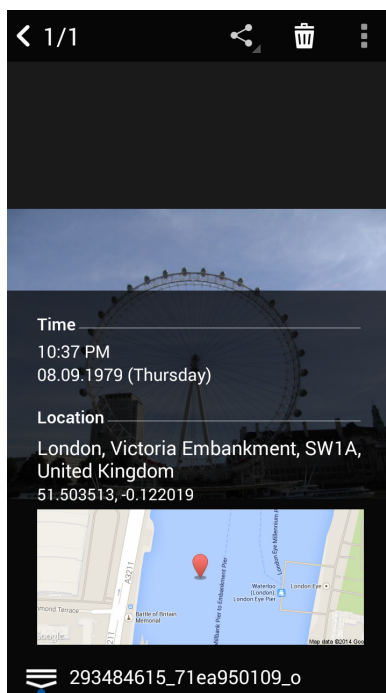 1/1
Time
10:37 PM
08.09.1979 (Thursday)
Location
London, Victoria Embankment, SW1A,
United Kingdom
51.503513, -0.122019
A3211
mond Terrace
Battle of Britain
Memorial
Millbank Pier to Embankment Pier
London Eye Millennium P
Waterloo
(London)
London Eye Pier
London Eye
Google
Map data ©2014 Goo
293484615_71ea950109_o